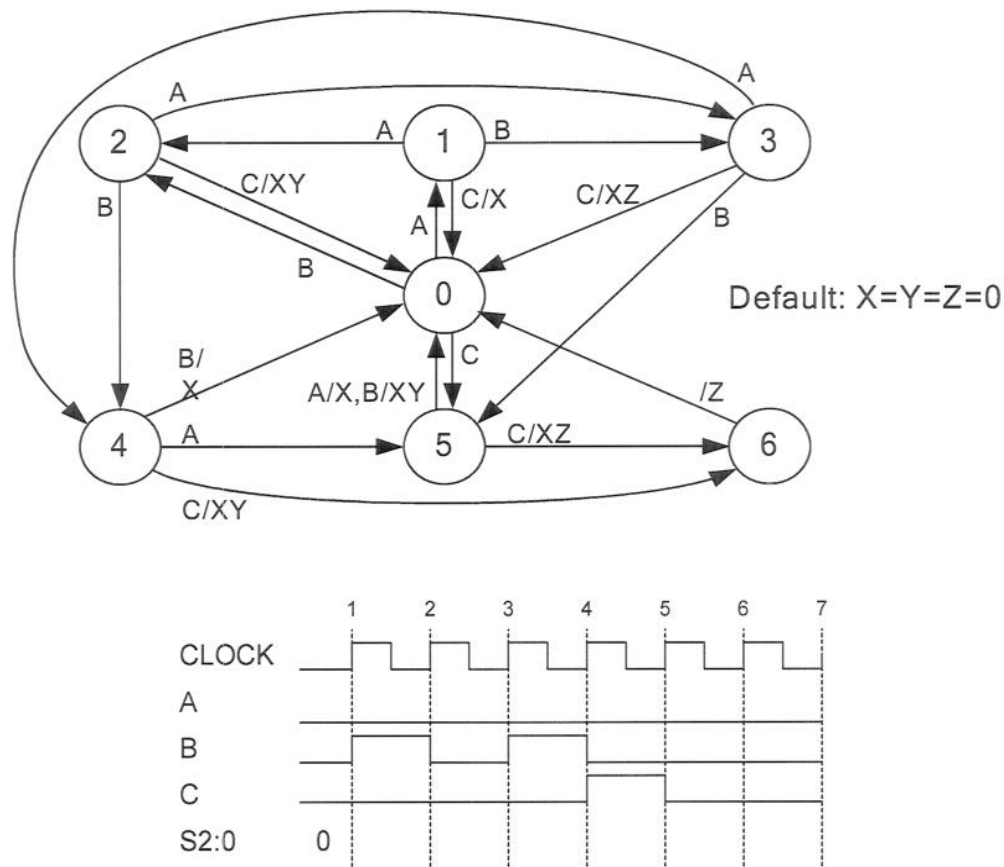 A
A
2
A
1
B
3
C/XY
C/X
C/XZ
B
A
B
B
0
Default: X=Y=Z=0
B/
X
A/X,B/XY
C
/Z
4
A
5
C/XZ
6
C/XY
1 2 3 4 5 6 7
CLOCK
A
B
C
S2:0 0